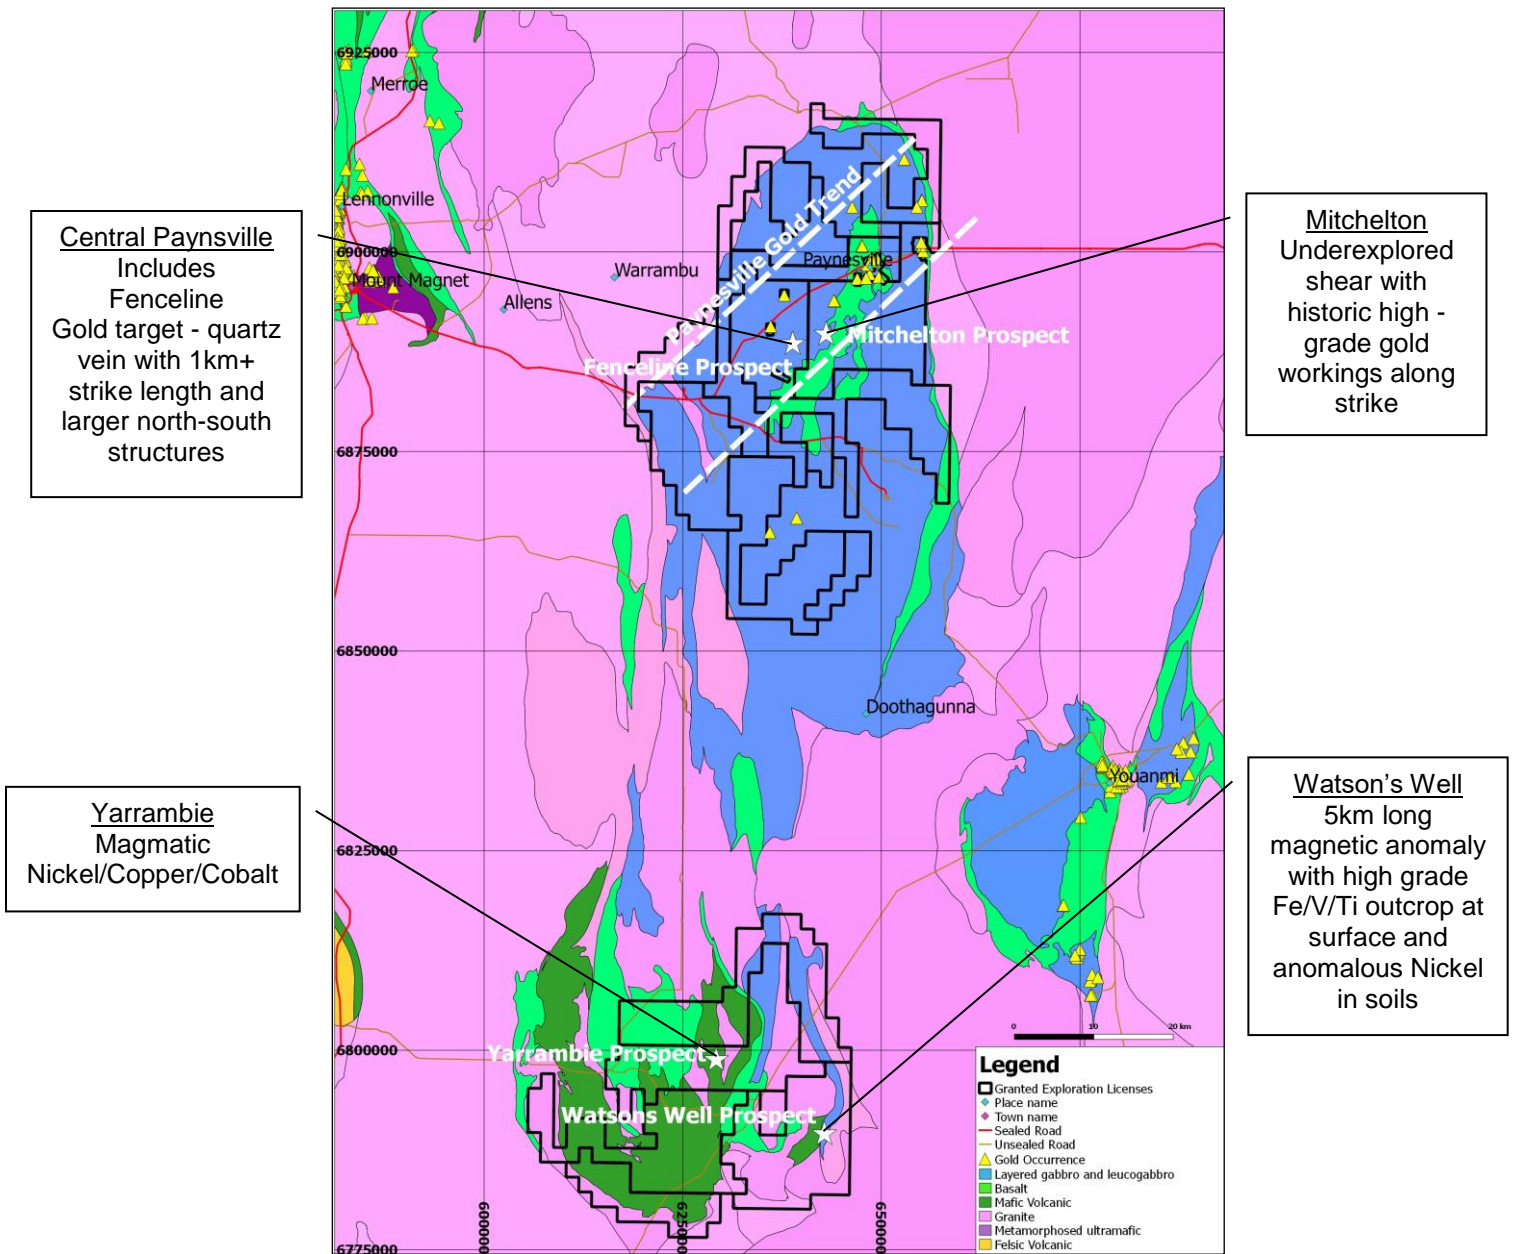 Central Paynsville
Includes
Fenceline
Gold target - quartz
vein with 1km+
strike length and
larger north-south
structures
Yarrambie
Magmatic
Nickel/Copper/Cobalt
6925000
Merroe
Lennonville
6900000
Mount Magnet
Warrambu
Allens
Paynesville Gold Trend
Paynesville
Mitchelton Prospect
Fenceline Prospect
6875000
6850000
Doothagunna
Youanmi
6825000
6800000
Yarrambie Prospect
Watsons Well Prospect
6775000
600000
625000
650000
0 10 20 km
Legend
Granted Exploration Licenses
Place name
Town name
Sealed Road
Unsealed Road
Gold Occurrence
Layered gabbro and leucogabbro
Basalt
Mafic Volcanic
Granite
Metamorphosed ultramafic
Felsic Volcanic
Mitchelton
Underexplored
shear with
historic high -
grade gold
workings along
strike
Watson's Well
5km long
magnetic anomaly
with high grade
Fe/V/Ti outcrop at
surface and
anomalous Nickel
in soils